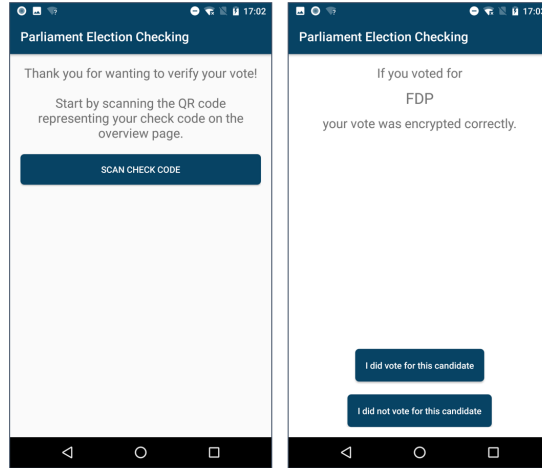 17:02
Parliament Election Checking
Thank you for wanting to verify your vote!
Start by scanning the QR code
representing your check code on the
overview page.
SCAN CHECK CODE
17:03
Parliament Election Checking
If you voted for
FDP
your vote was encrypted correctly.
I did vote for this candidate
I did not vote for this candidate